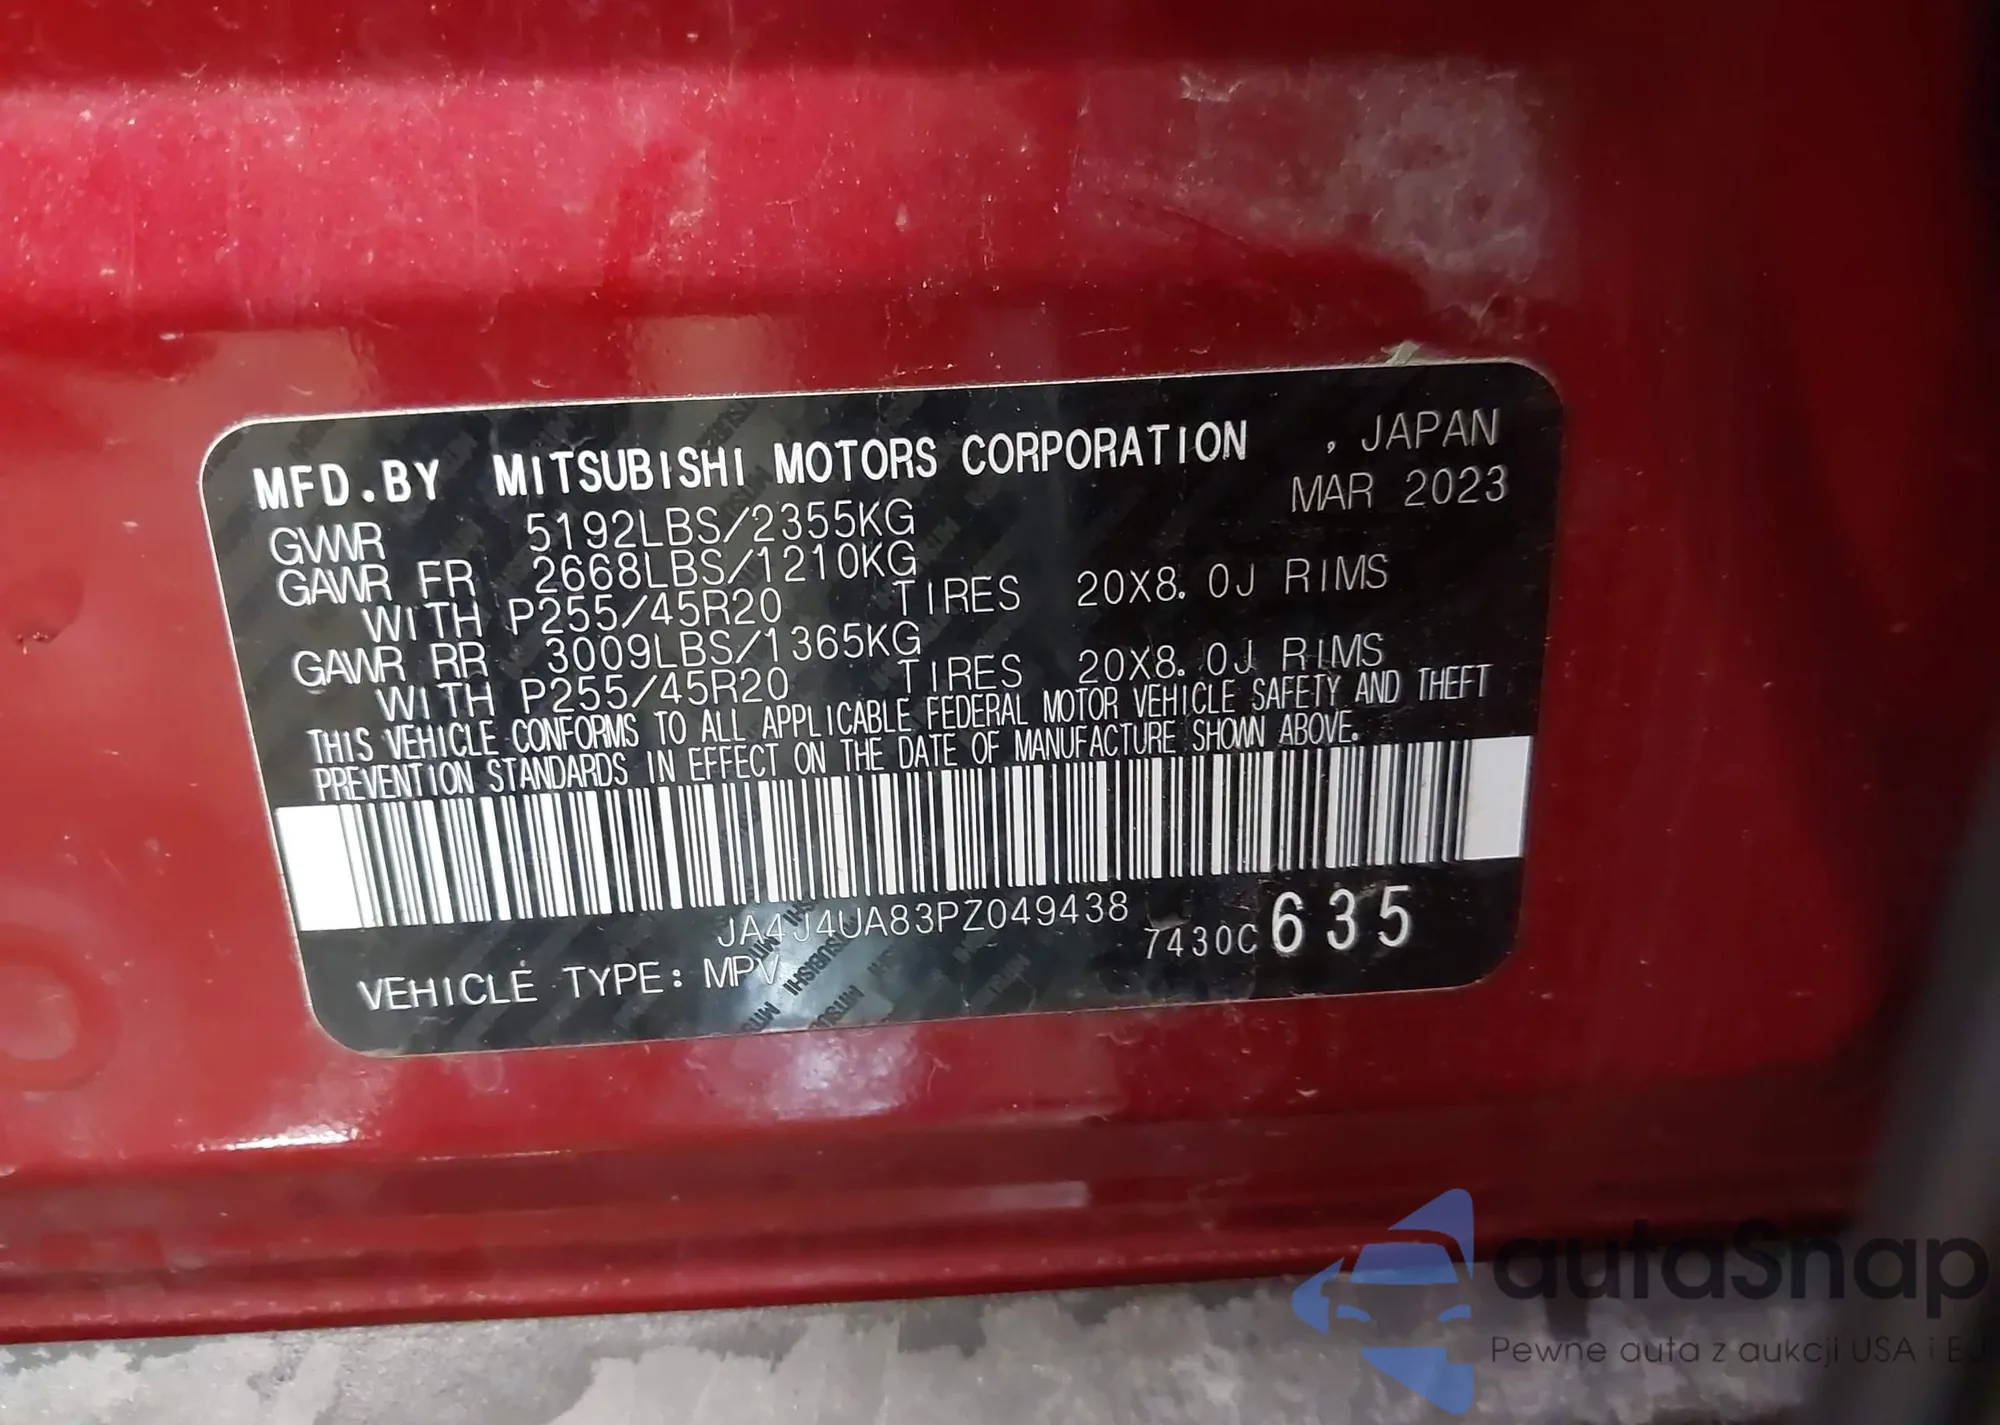 MFD.BY MITSUBISHI MOTORS CORPORATION , JAPAN
MAR 2023
GVWR 5192LBS/2355KG
GAWR FR 2668LBS/1210KG
WITH P255/45R20 TIRES 20X8.0J RIMS
GAWR RR 3009LBS/1365KG
WITH P255/45R20 TIRES 20X8.0J RIMS
THIS VEHICLE CONFORMS TO ALL APPLICABLE FEDERAL MOTOR VEHICLE SAFETY AND THEFT
PREVENTION STANDARDS IN EFFECT ON THE DATE OF MANUFACTURE SHOWN ABOVE.
JA4J4UA83PZ049438
7430C 635
VEHICLE TYPE: MPV
autaSnap
Pewne auta z aukcji USA i EU